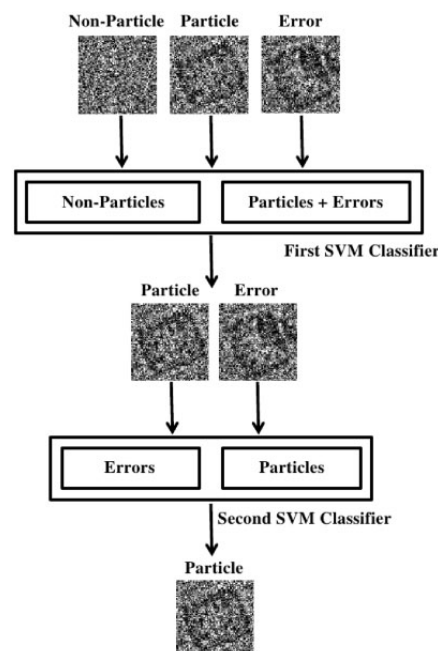 Non-Particle Particle Error
Non-Particles Particles + Errors
First SVM Classifier
Particle Error
Errors Particles
Second SVM Classifier
Particle